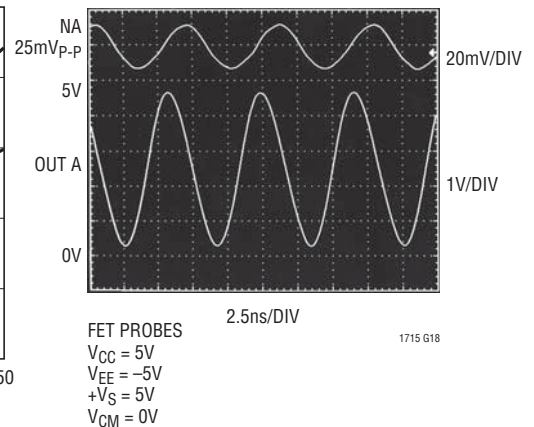 NA
25mVP-P
20mV/DIV
5V
OUT A
1V/DIV
0V
2.5ns/DIV
FET PROBES
VCC = 5V
VEE = –5V
+VS = 5V
VCM = 0V
1715 G18
50